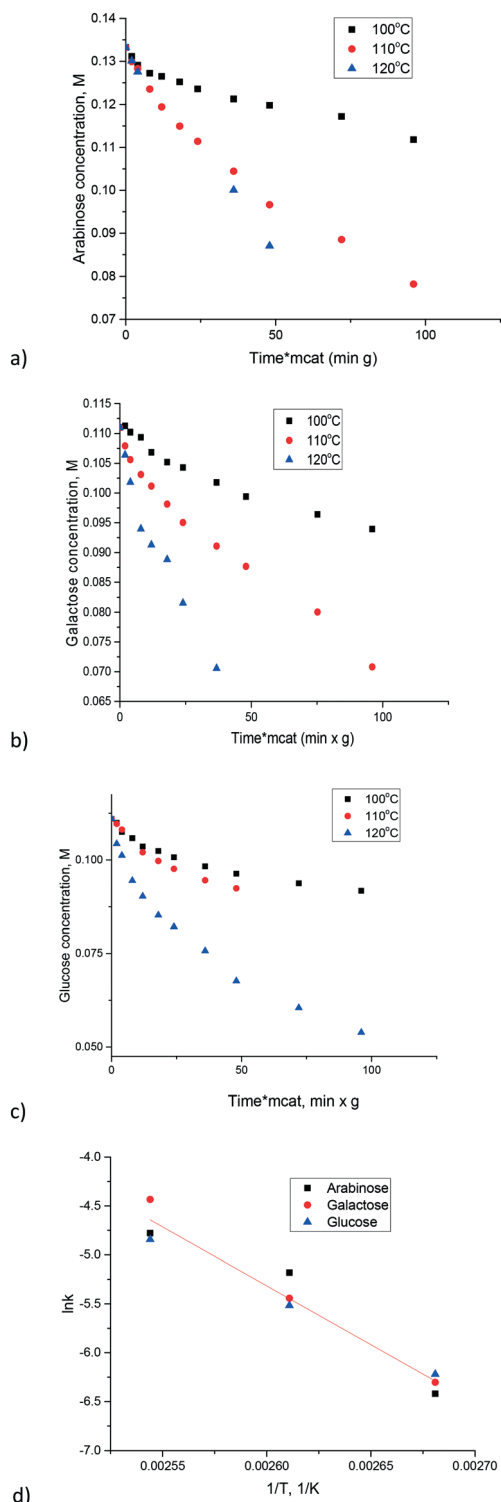 0.14
0.13
0.12
0.11
0.10
0.09
0.08
0.07
Arabinose concentration, M
100°C
110°C
120°C
0
50
100
Time*mcat (min g)
a)
0.115
0.110
0.105
0.100
0.095
0.090
0.085
0.080
0.075
0.070
0.065
Galactose concentration, M
100°C
110°C
120°C
0
50
100
Time*mcat (min x g)
b)
0.100
0.075
0.050
Glucose concentration, M
100°C
110°C
120°C
0
50
100
Time*mcat, min x g
c)
-4.0
-4.5
-5.0
-5.5
-6.0
-6.5
-7.0
lnk
Arabinose
Galactose
Glucose
0.00255
0.00260
0.00265
0.00270
1/T, 1/K
d)